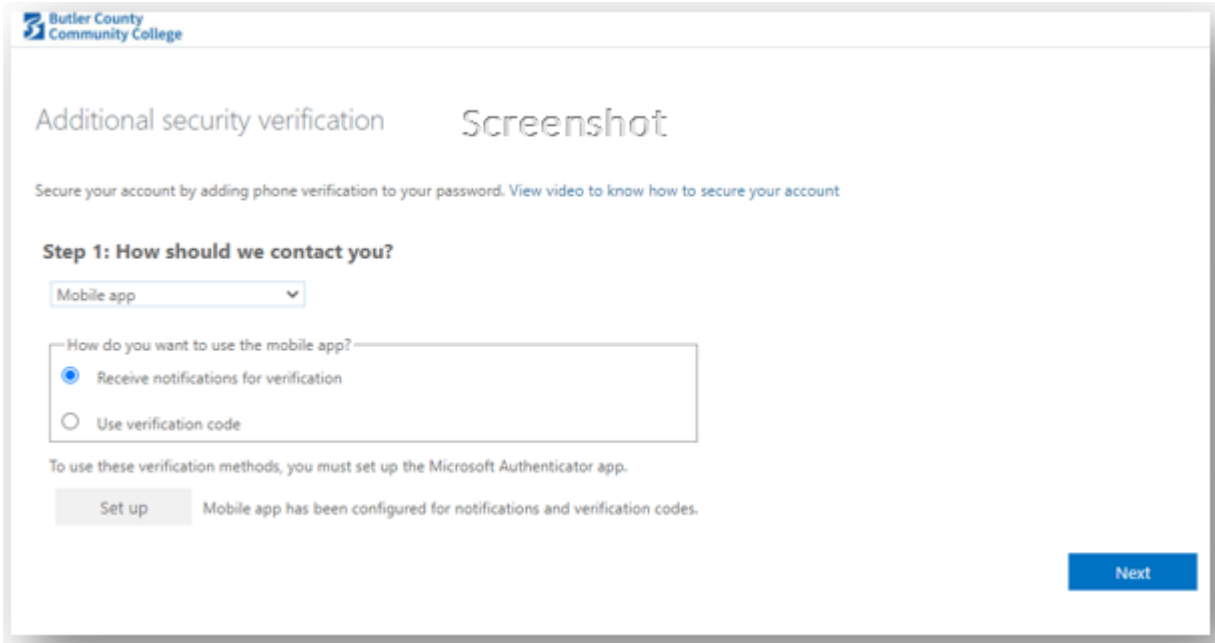 Butler County
Community College
Additional security verification Screenshot
Secure your account by adding phone verification to your password. View video to know how to secure your account
Step 1: How should we contact you?
Mobile app
How do you want to use the mobile app?
Receive notifications for verification
Use verification code
To use these verification methods, you must set up the Microsoft Authenticator app.
Set up Mobile app has been configured for notifications and verification codes.
Next